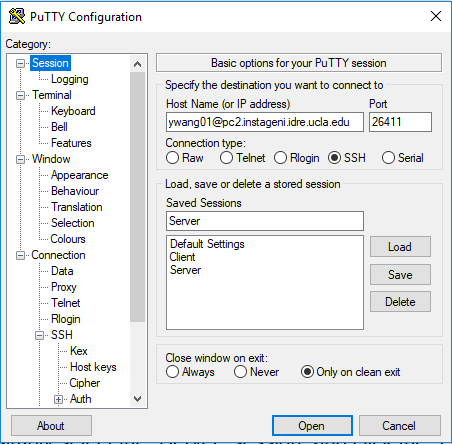 PuTTY Configuration
Category:
Session
Logging
Terminal
Keyboard
Bell
Features
Window
Appearance
Behaviour
Translation
Selection
Colours
Connection
Data
Proxy
Telnet
Rlogin
SSH
Kex
Host keys
Cipher
Auth
Basic options for your PuTTY session
Specify the destination you want to connect to
Host Name (or IP address) Port
ywang01@pc2.instageni.idre.ucla.edu 26411
Connection type:
Raw Telnet Rlogin SSH Serial
Load, save or delete a stored session
Saved Sessions
Server
Default Settings
Client
Server
Load
Save
Delete
Close window on exit:
Always Never Only on clean exit
About Open Cancel